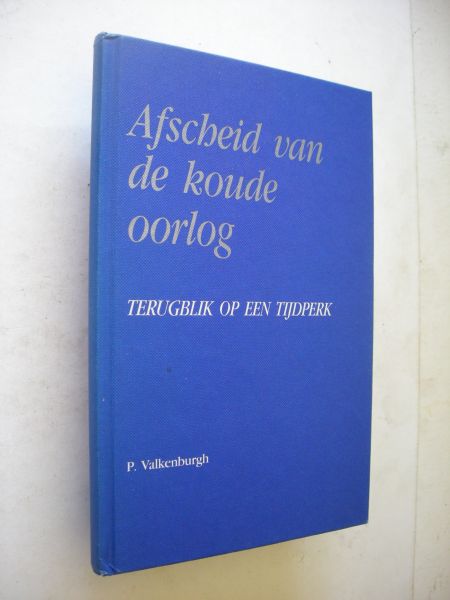 Afscheid van
de koude
oorlog
TERUGBLIK OP EEN TIJDPERK
P. Valkenburgh